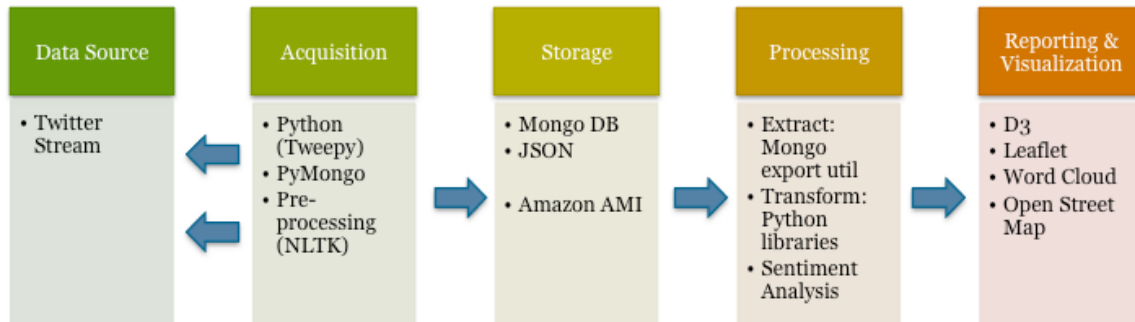 Data Source
• Twitter
Stream
Acquisition
• Python
(Tweepy)
• PyMongo
• Pre-
processing
(NLTK)
Storage
• Mongo DB
• JSON
• Amazon AMI
Processing
• Extract:
Mongo
export util
• Transform:
Python
libraries
• Sentiment
Analysis
Reporting &
Visualization
• D3
• Leaflet
• Word Cloud
• Open Street
Map